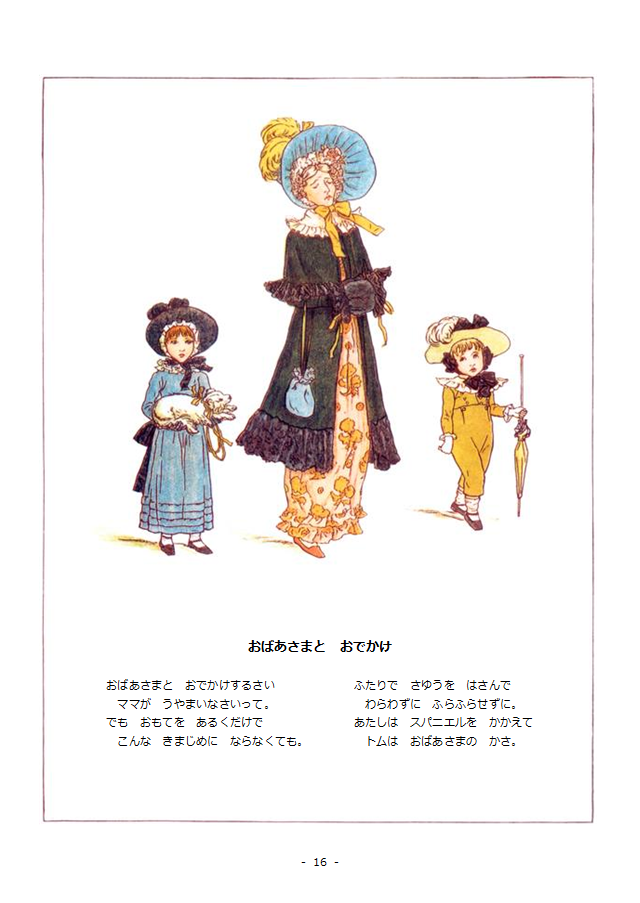 おばあさまと　おでかけ
おばあさまと　おでかけするさい
ママが　うやまいなさいって。
でも　おもてを　あるくだけで
こんな　きまじめに　ならなくても。
ふたりで　さゆうを　はさんで
わらわずに　ふらふらせずに。
あたしは　スパニエルを　かかえて
トムは　おばあさまの　かさ。
- 16 -